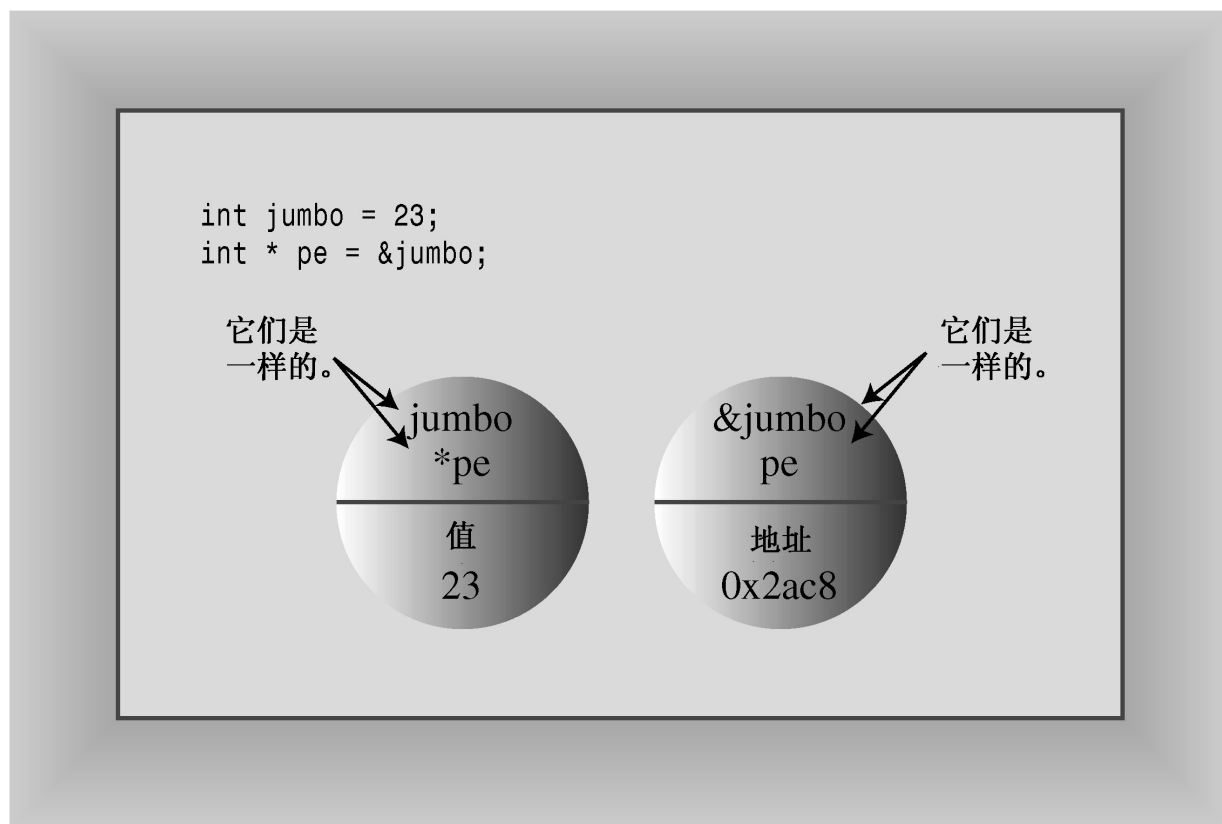 int jumbo = 23;
int * pe = &jumbo;
它们是
一样的。
它们是
一样的。
jumbo
*pe
值
23
&jumbo
pe
地址
0x2ac8